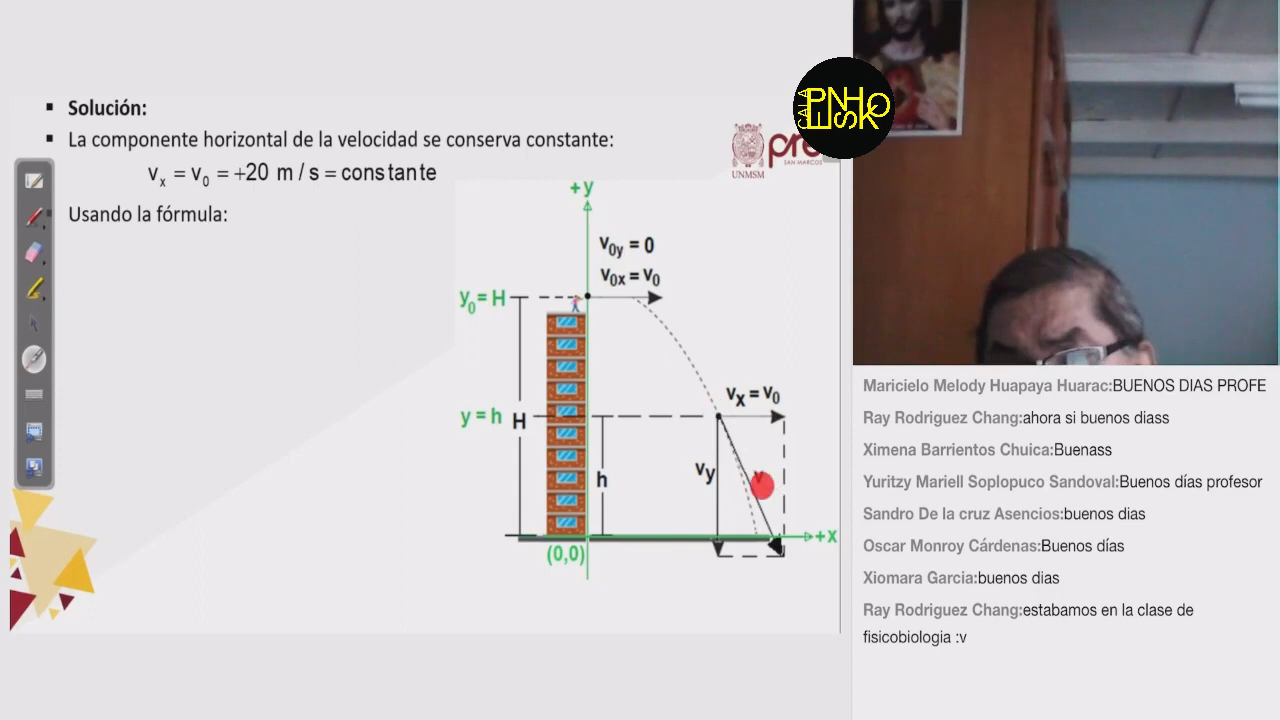 Solución:
La componente horizontal de la velocidad se conserva constante:
vₓ = v₀ = +20 m / s = constante
Usando la fórmula:
UNMSM
pre
SAN MARCOS
CALA
PENHOESK
+y
v₀y = 0
v₀x = v₀
y₀ = H
vx = v₀
y = h
H
h
vy
v
(0,0)
+x
Maricielo Melody Huapaya Huarac:BUENOS DIAS PROFE
Ray Rodriguez Chang:ahora si buenos diass
Ximena Barrientos Chuica:Buenass
Yuritzy Mariell Soplopuco Sandoval:Buenos días profesor
Sandro De la cruz Asencios:buenos dias
Oscar Monroy Cárdenas:Buenos días
Xiomara Garcia:buenos dias
Ray Rodriguez Chang:estabamos en la clase de
fisicobiologia :v